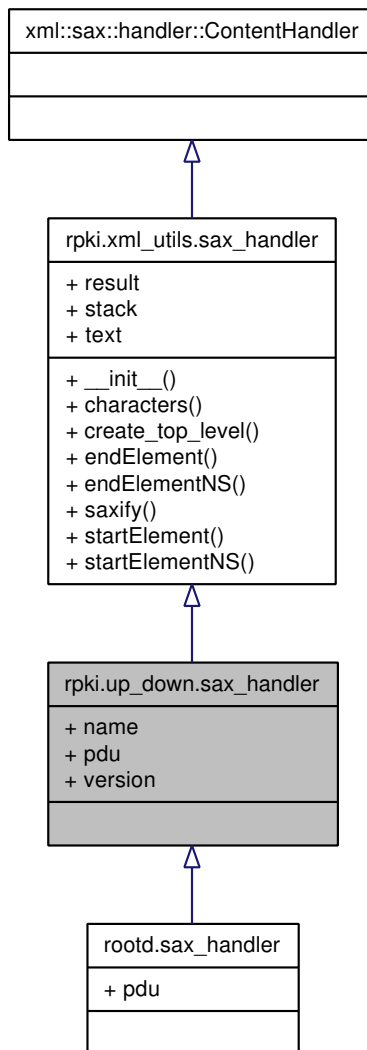 xml::sax::handler::ContentHandler
rpki.xml_utils.sax_handler
+ result
+ stack
+ text
+ __init__()
+ characters()
+ create_top_level()
+ endElement()
+ endElementNS()
+ saxify()
+ startElement()
+ startElementNS()
rpki.up_down.sax_handler
+ name
+ pdu
+ version
rootd.sax_handler
+ pdu